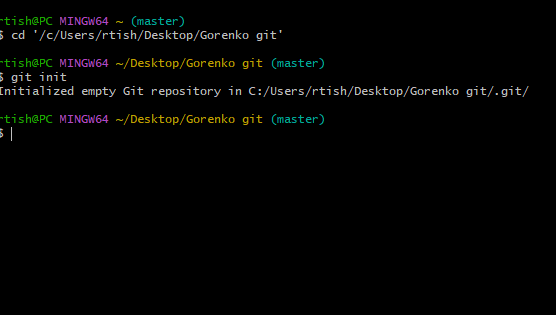 rtish@PC MINGW64 ~ (master)
$ cd '/c/Users/rtish/Desktop/Gorenko git'
rtish@PC MINGW64 ~/Desktop/Gorenko git (master)
$ git init
Initialized empty Git repository in C:/Users/rtish/Desktop/Gorenko git/.git/
rtish@PC MINGW64 ~/Desktop/Gorenko git (master)
$